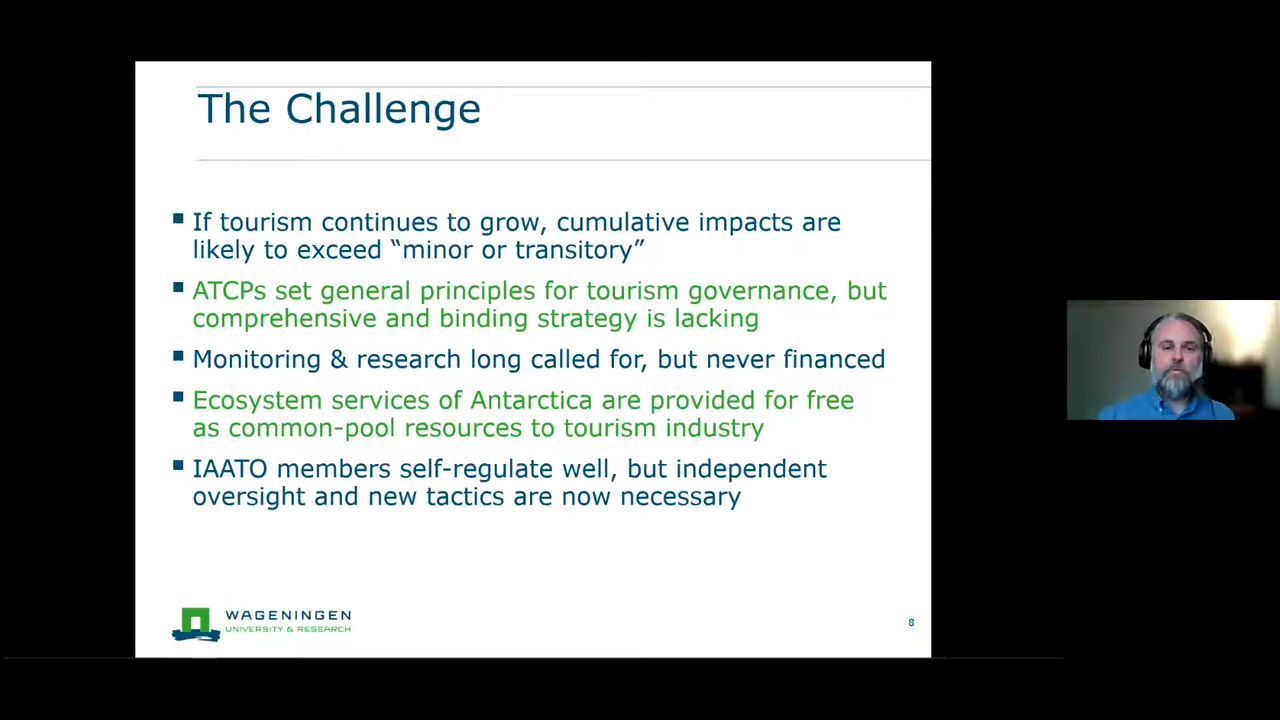 The Challenge
If tourism continues to grow, cumulative impacts are
likely to exceed “minor or transitory”
ATCPs set general principles for tourism governance, but
comprehensive and binding strategy is lacking
Monitoring & research long called for, but never financed
Ecosystem services of Antarctica are provided for free
as common-pool resources to tourism industry
IAATO members self-regulate well, but independent
oversight and new tactics are now necessary
WAGENINGEN
UNIVERSITY & RESEARCH
8